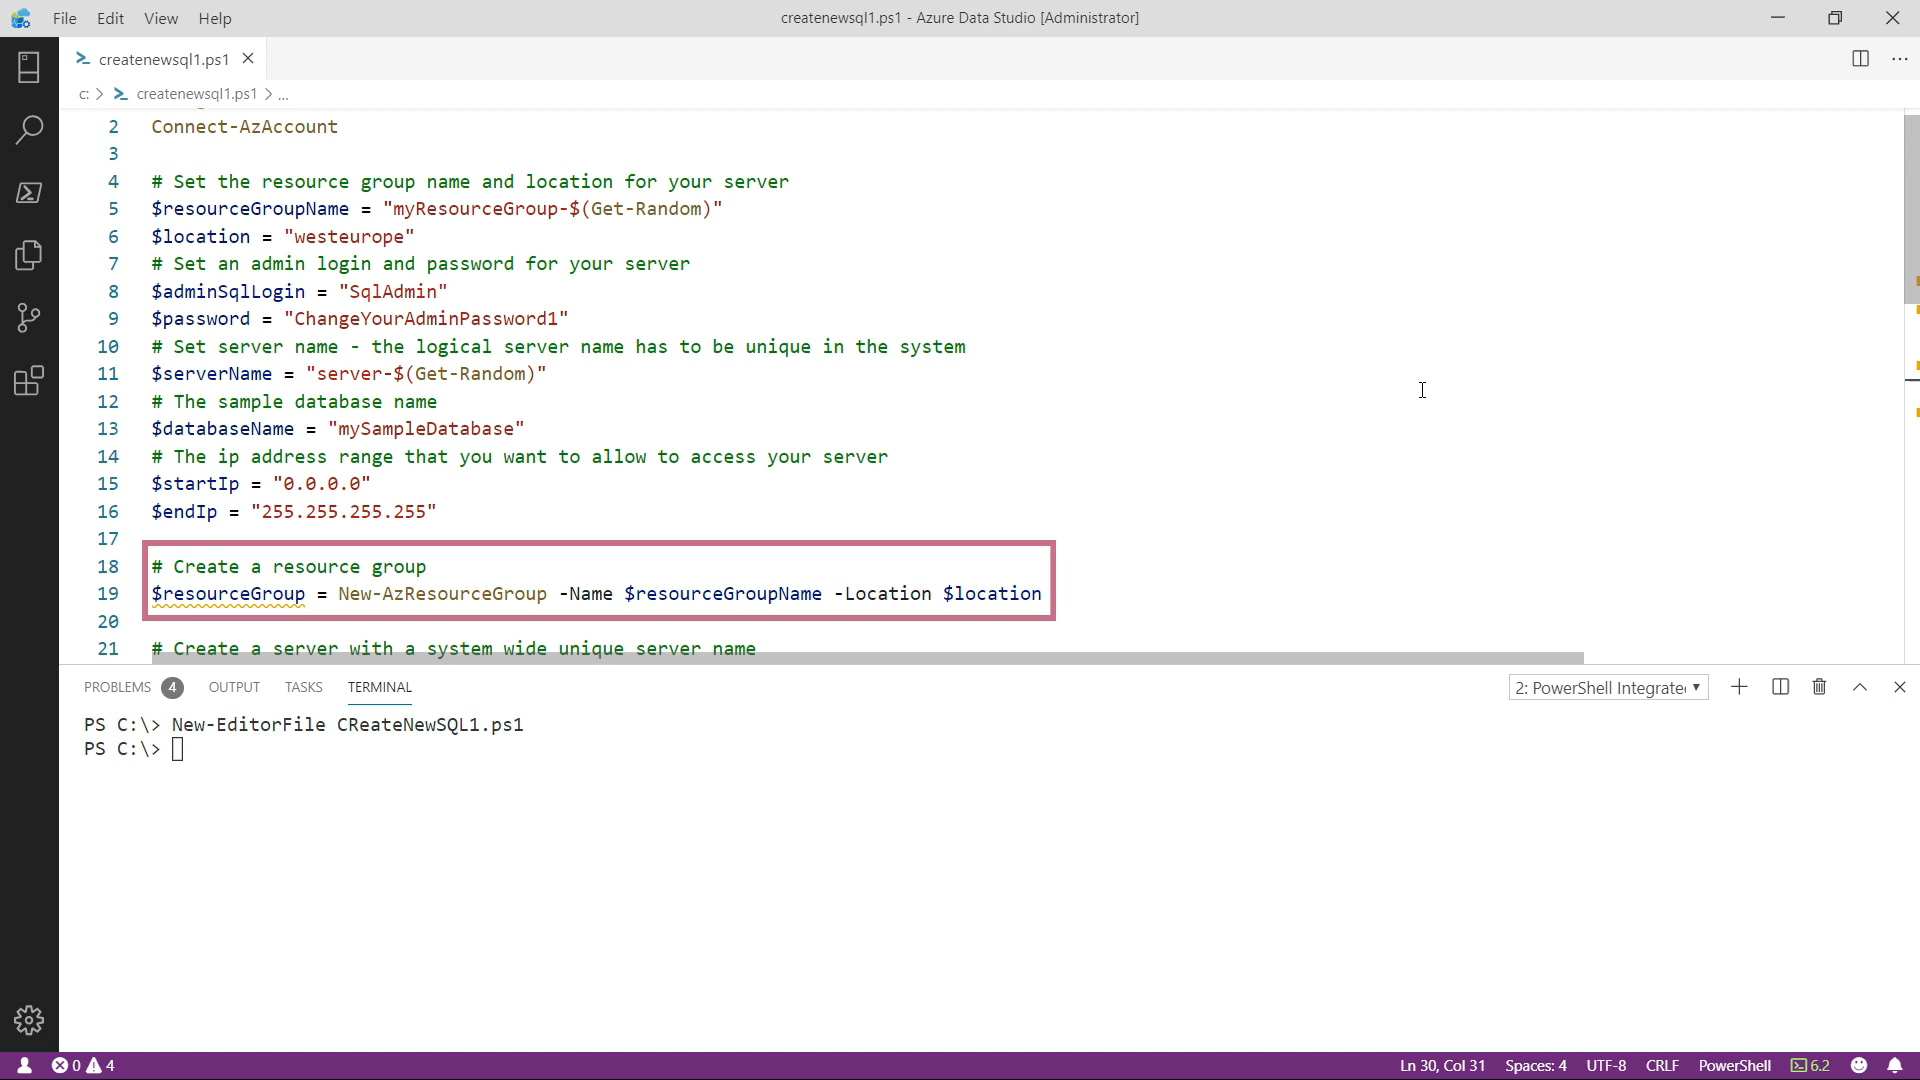 File Edit View Help
createnewsql1.ps1 - Azure Data Studio [Administrator]
createnewsql1.ps1
c: > createnewsql1.ps1 > ...
2 Connect-AzAccount
3
4 # Set the resource group name and location for your server
5 $resourceGroupName = "myResourceGroup-$(Get-Random)"
6 $location = "westeurope"
7 # Set an admin login and password for your server
8 $adminSqlLogin = "SqlAdmin"
9 $password = "ChangeYourAdminPassword1"
10 # Set server name - the logical server name has to be unique in the system
11 $serverName = "server-$(Get-Random)"
12 # The sample database name
13 $databaseName = "mySampleDatabase"
14 # The ip address range that you want to allow to access your server
15 $startIp = "0.0.0.0"
16 $endIp = "255.255.255.255"
17
18 # Create a resource group
19 $resourceGroup = New-AzResourceGroup -Name $resourceGroupName -Location $location
20
21 # Create a server with a system wide unique server name
PROBLEMS 4 OUTPUT TASKS TERMINAL
2: PowerShell Integrate
PS C:\> New-EditorFile CReateNewSQL1.ps1
PS C:\>
0 4
Ln 30, Col 31 Spaces: 4 UTF-8 CRLF PowerShell 6.2